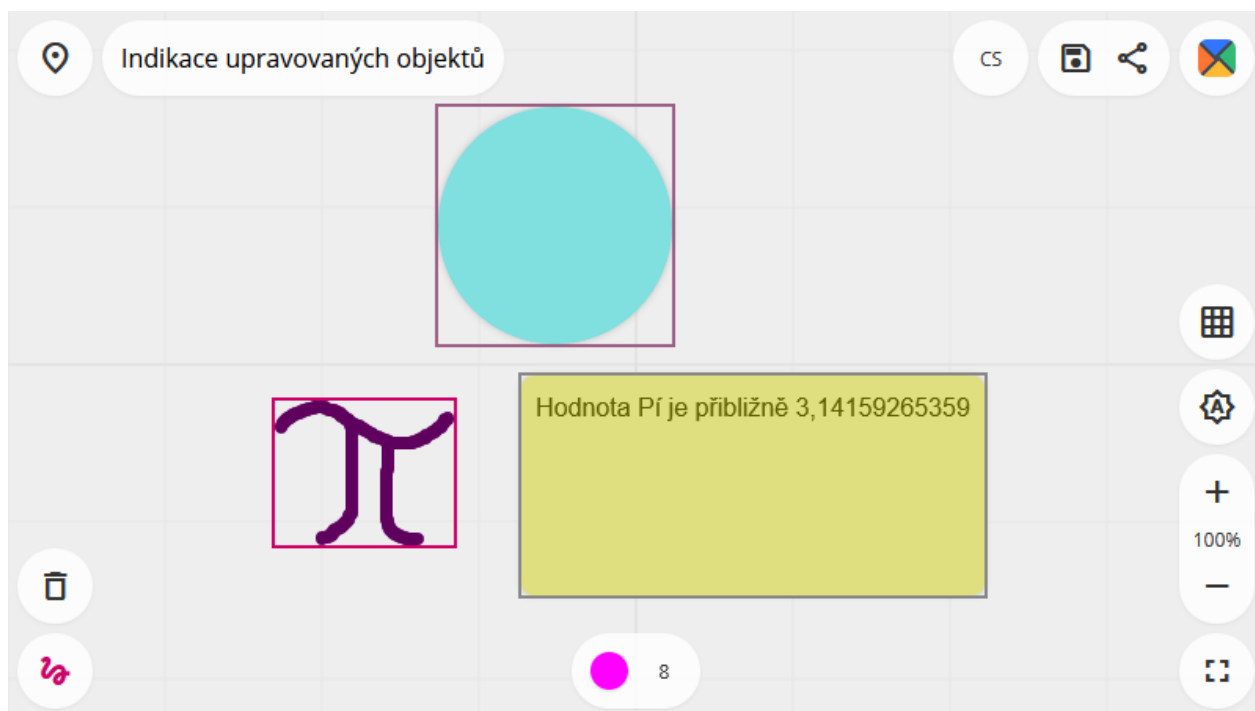 Indikace upravovaných objektů
CS
Hodnota Pí je přibližně 3,14159265359
π
A
100%
8